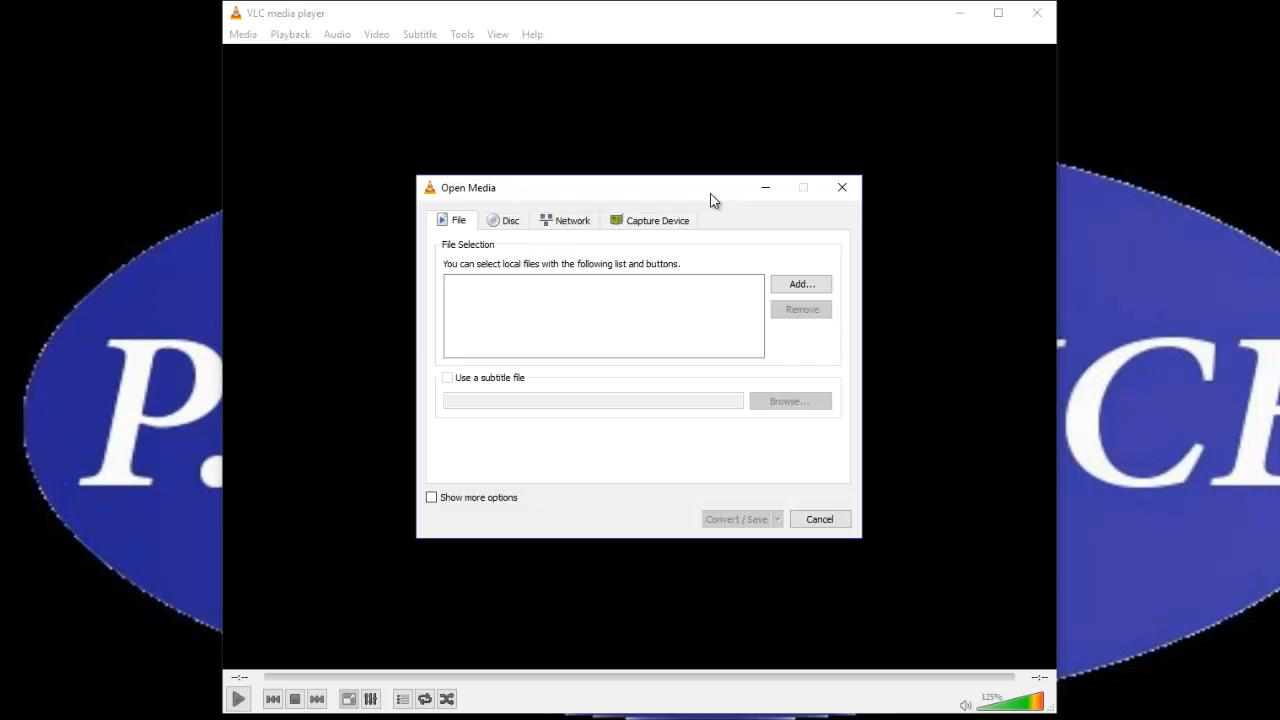 VLC media player
Media Playback Audio Video Subtitle Tools View Help
Open Media
File Disc Network Capture Device
File Selection
You can select local files with the following list and buttons.
Add...
Remove
Use a subtitle file
Browse...
Show more options
Convert / Save Cancel
P.
CE
--:-- --:--
125%